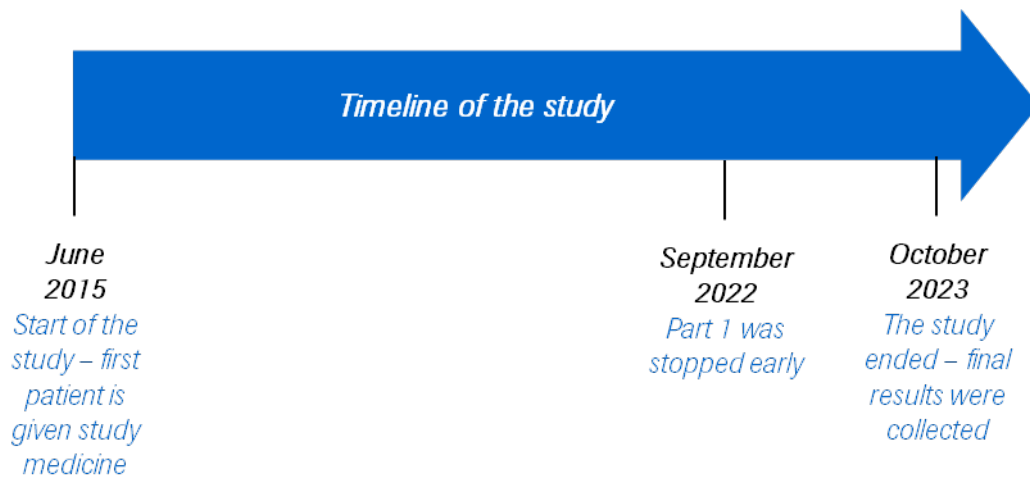 Timeline of the study
June
2015
Start of the
study – first
patient is
given study
medicine
September
2022
Part 1 was
stopped early
October
2023
The study
ended – final
results were
collected